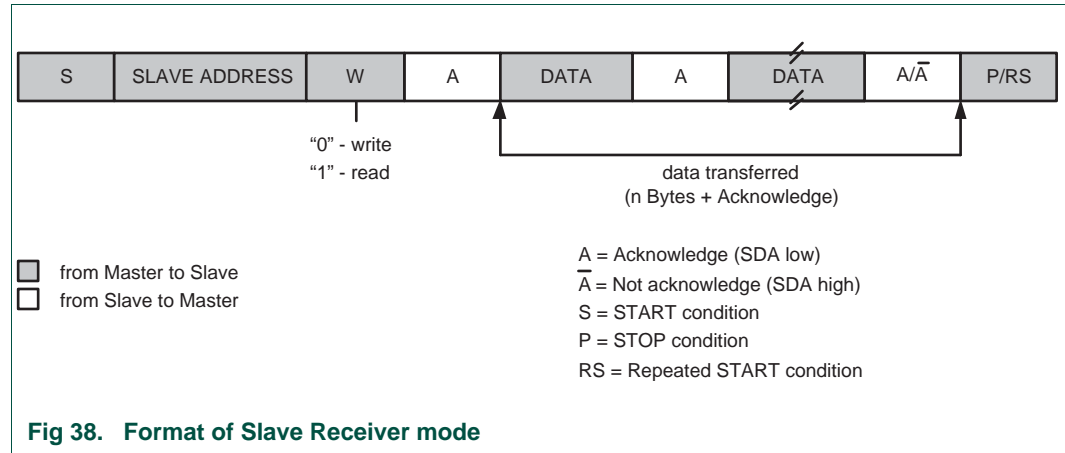 S SLAVE ADDRESS W A DATA A DATA A/A̅ P/RS
“0” - write
“1” - read
data transferred
(n Bytes + Acknowledge)
from Master to Slave
from Slave to Master
A = Acknowledge (SDA low)
A̅ = Not acknowledge (SDA high)
S = START condition
P = STOP condition
RS = Repeated START condition
Fig 38. Format of Slave Receiver mode